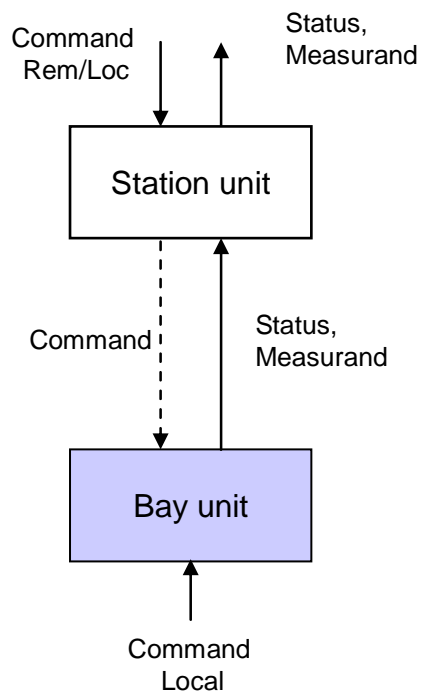 Command
Rem/Loc
Status,
Measurand
Station unit
Command
Status,
Measurand
Bay unit
Command
Local